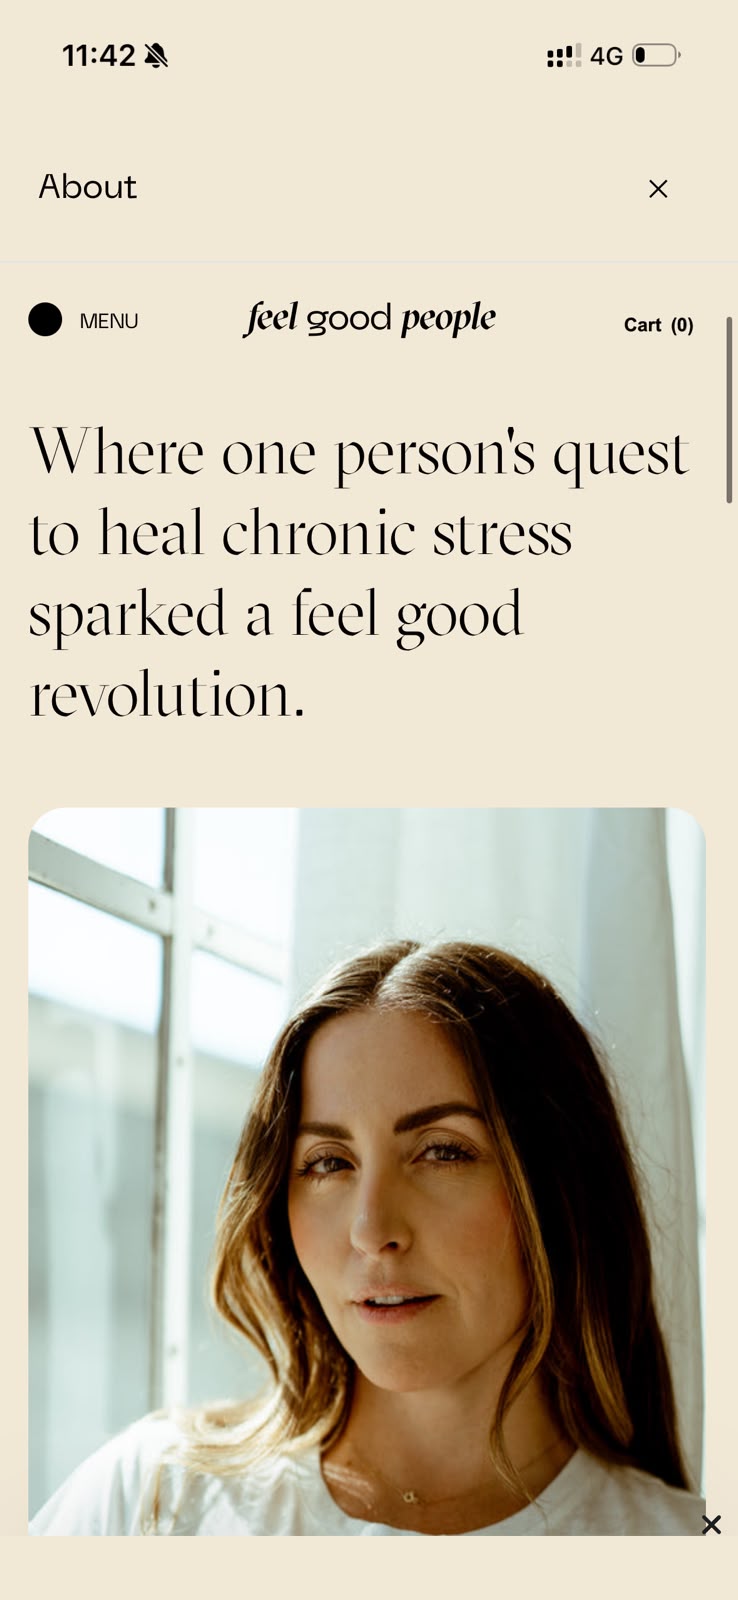 11:42
4G
About
MENU
feel good people
Cart (0)
Where one person's quest
to heal chronic stress
sparked a feel good
revolution.